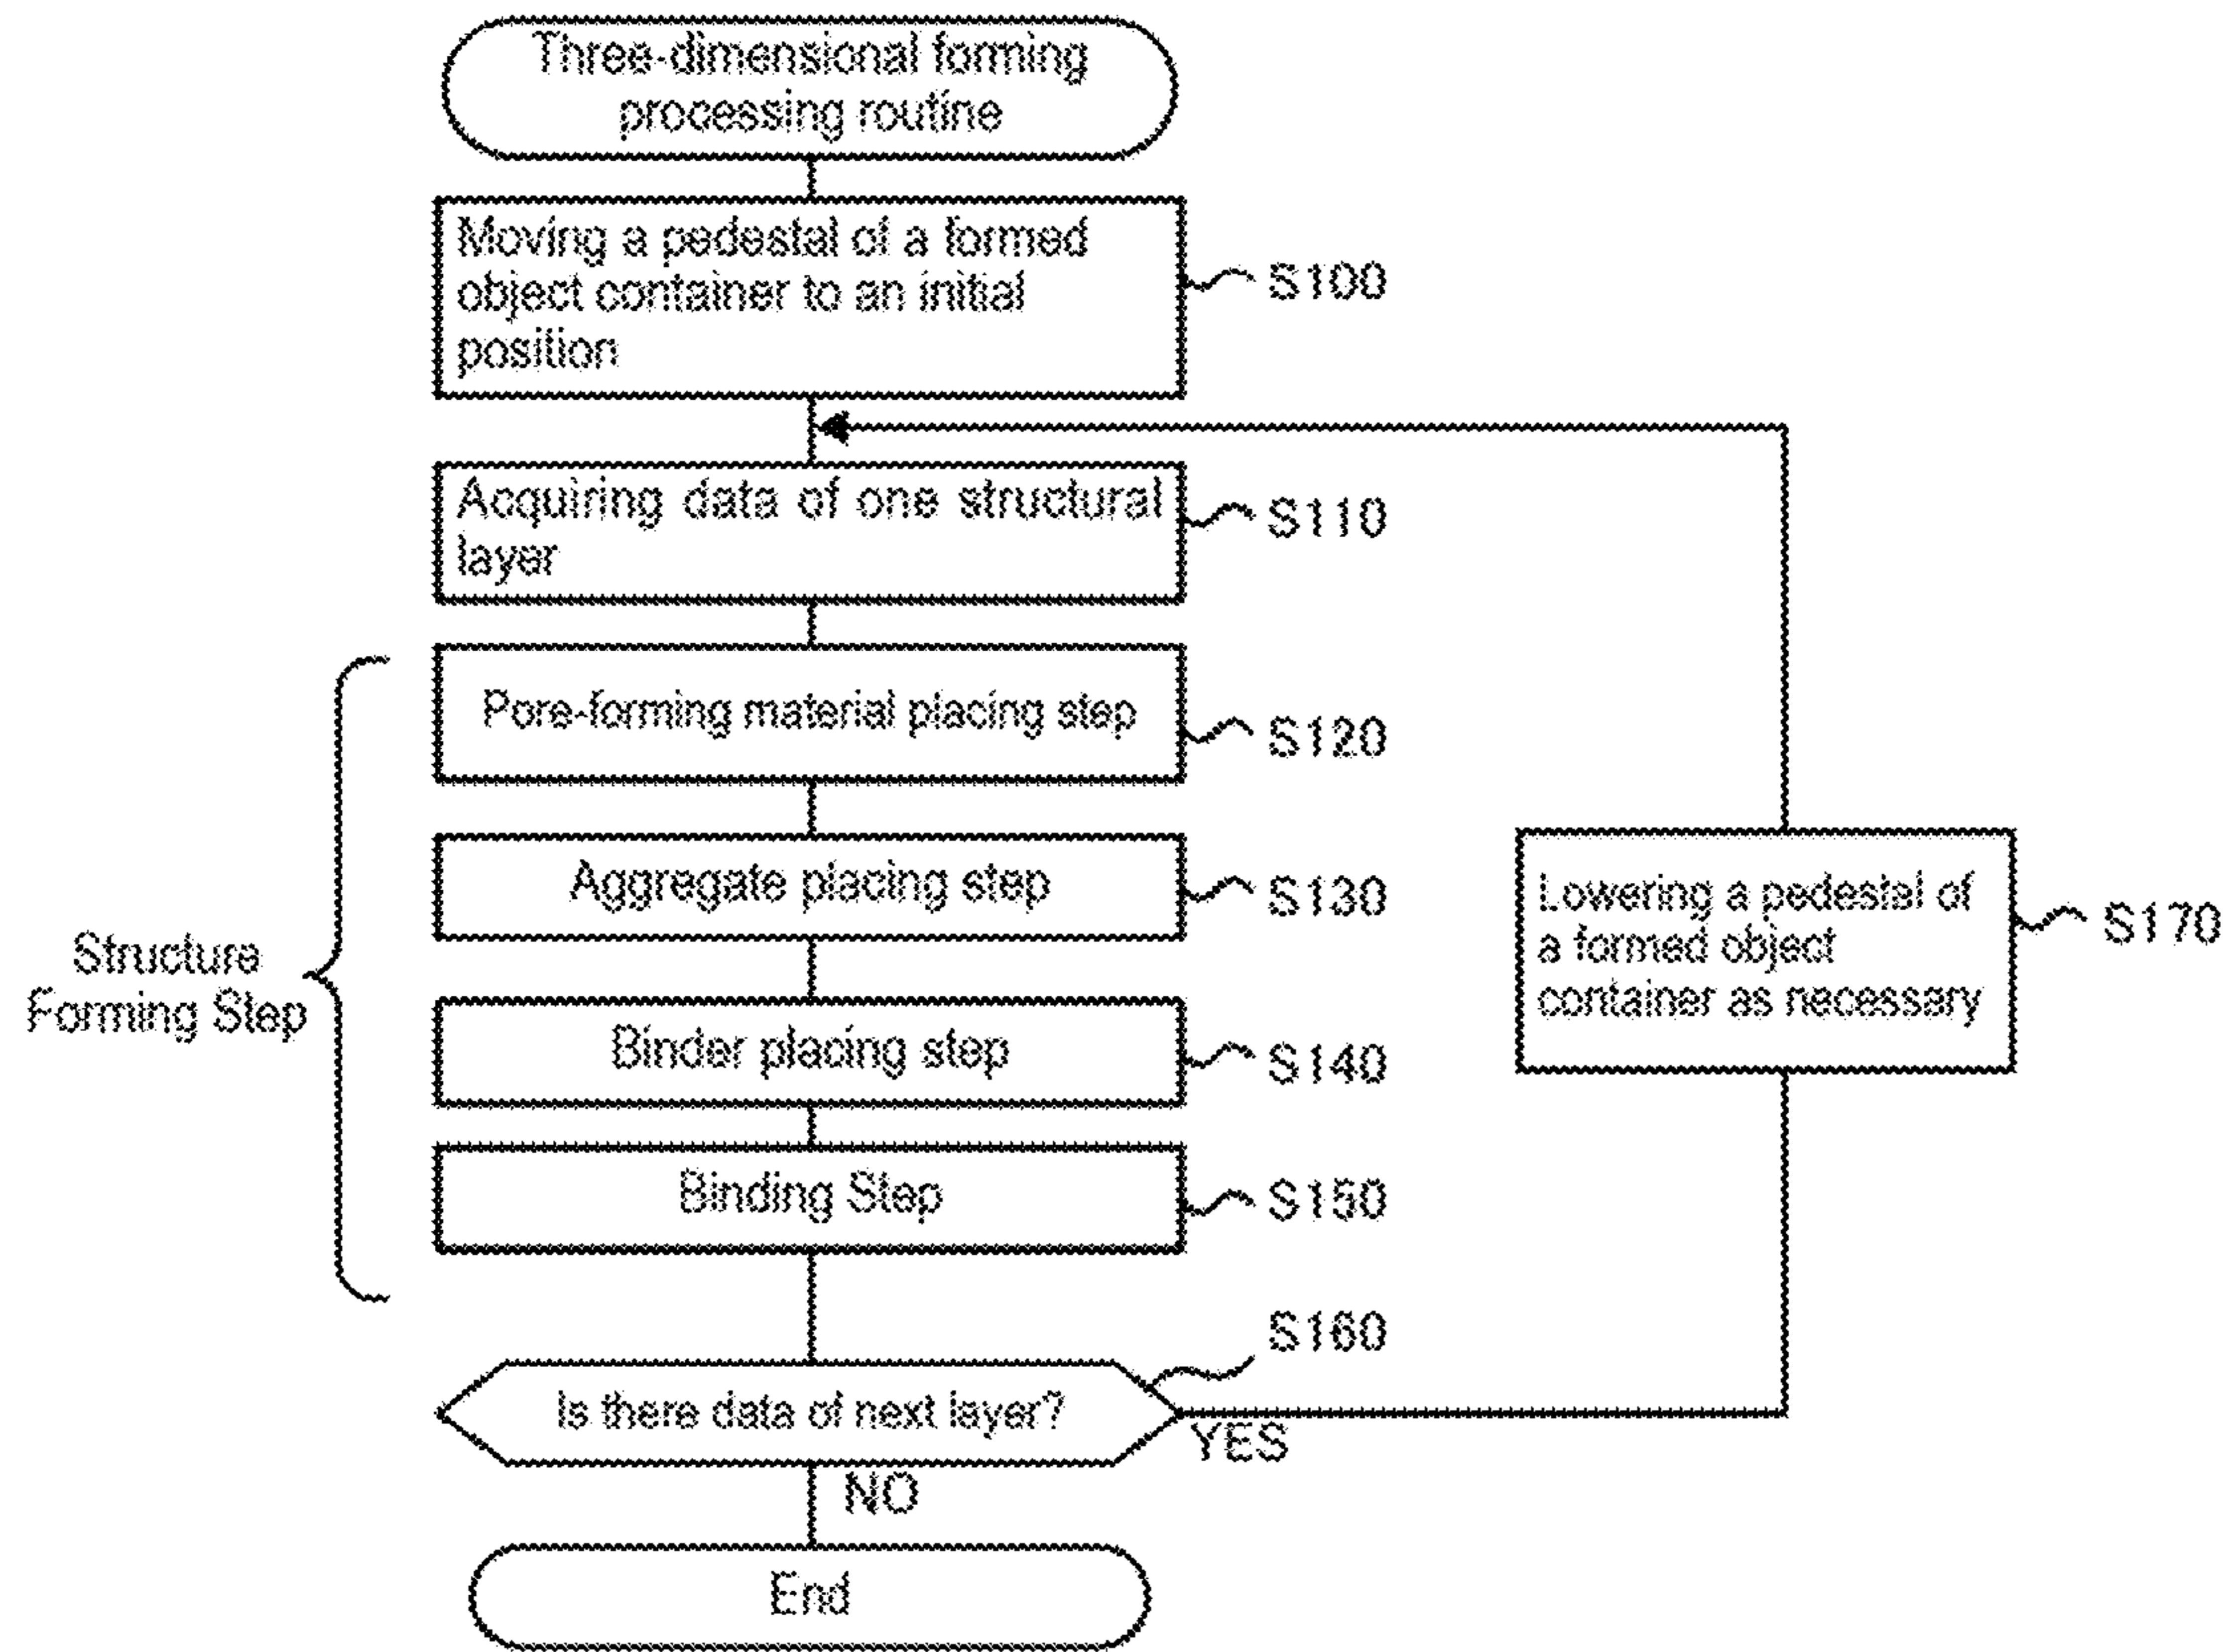 Three-dimensional forming
processing routine
Moving a pedestal of a formed
object container to an initial
position
S100
Acquiring data of one structural
layer
S110
Pore-forming material placing step
S120
Aggregate placing step
S130
Structure
Forming Step
Lowering a pedestal of
a formed object
container as necessary
S170
Binder placing step
S140
Binding Step
S150
S160
Is there data of next layer?
YES
NO
End